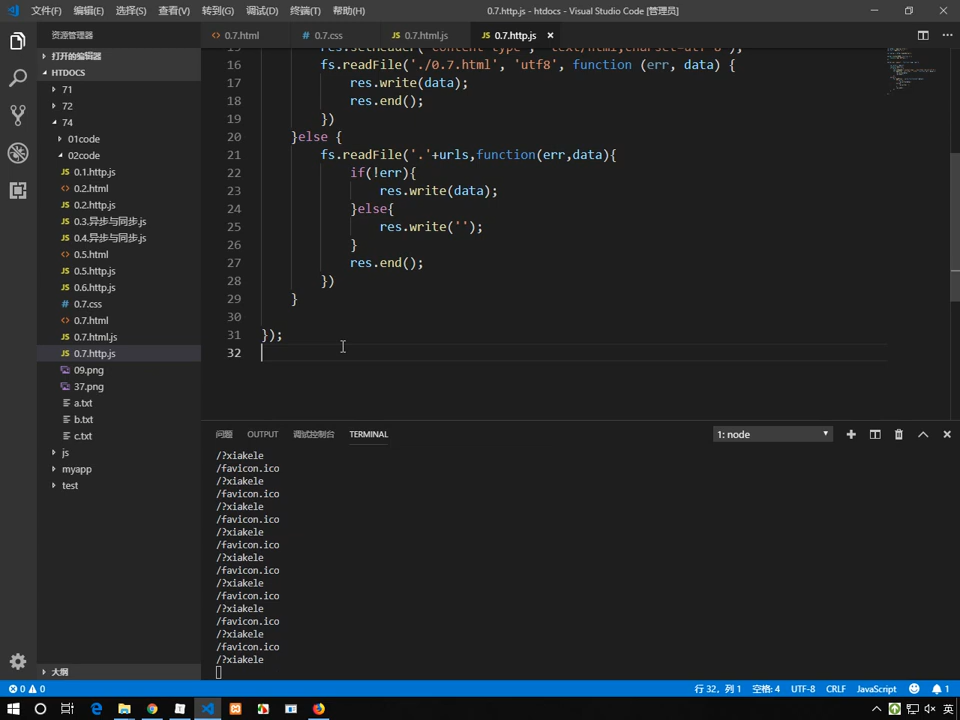 文件(F) 编辑(E) 选择(S) 查看(V) 转到(G) 调试(D) 终端(T) 帮助(H) 0.7.http.js - htdocs - Visual Studio Code [管理员]
资源管理器
0.7.html
0.7.css
0.7.html.js
0.7.http.js
打开的编辑器
HTDOCS
71
72
74
01code
02code
0.1.http.js
0.2.html
0.2.http.js
0.3.异步与同步.js
0.4.异步与同步.js
0.5.html
0.5.http.js
0.6.http.js
0.7.css
0.7.html
0.7.html.js
0.7.http.js
09.png
37.png
a.txt
b.txt
c.txt
js
myapp
test
大纲
16 fs.readFile('./0.7.html', 'utf8', function (err, data) {
17 res.write(data);
18 res.end();
19 })
20 }else {
21 fs.readFile('.'+urls,function(err,data){
22 if(!err){
23 res.write(data);
24 }else{
25 res.write('');
26 }
27 res.end();
28 })
29 }
30
31 });
32
问题 OUTPUT 调试控制台 TERMINAL 1: node
/?xiakele
/favicon.ico
/?xiakele
/favicon.ico
/?xiakele
/favicon.ico
/?xiakele
/favicon.ico
/?xiakele
/favicon.ico
/?xiakele
/favicon.ico
/?xiakele
/favicon.ico
/?xiakele
/favicon.ico
/?xiakele
0 0 行 32，列 1 空格: 4 UTF-8 CRLF JavaScript 1
英